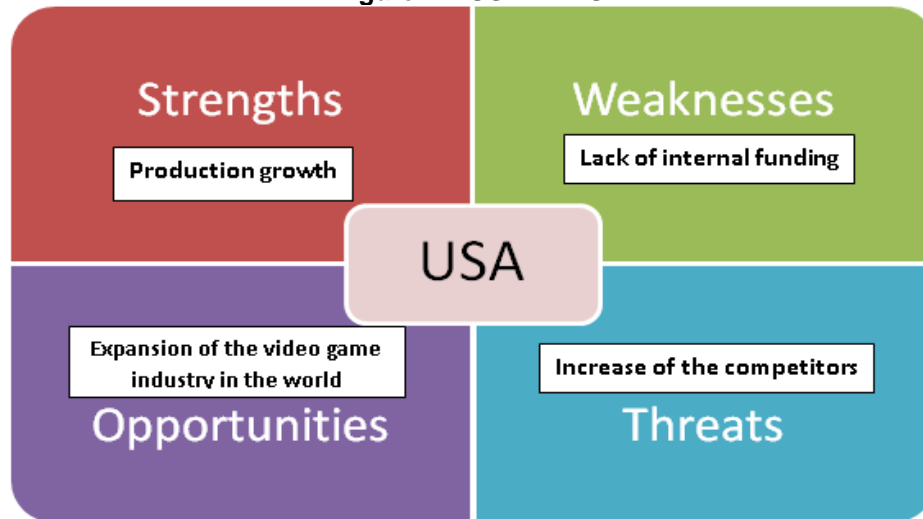 Strengths
Production growth
Weaknesses
Lack of internal funding
USA
Expansion of the video game
industry in the world
Opportunities
Increase of the competitors
Threats